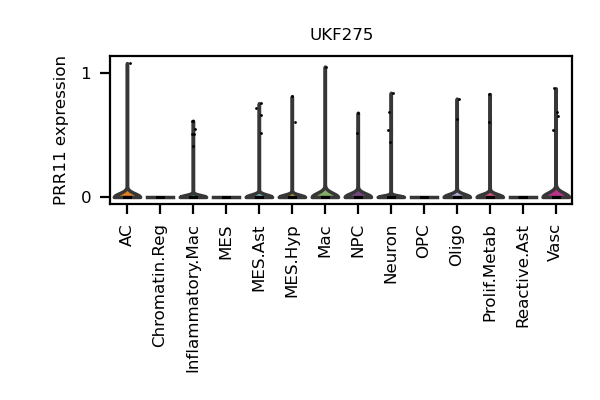 UKF275
PRR11 expression
1
0
AC
Chromatin.Reg
Inflammatory.Mac
MES
MES.Ast
MES.Hyp
Mac
NPC
Neuron
OPC
Oligo
Prolif.Metab
Reactive.Ast
Vasc